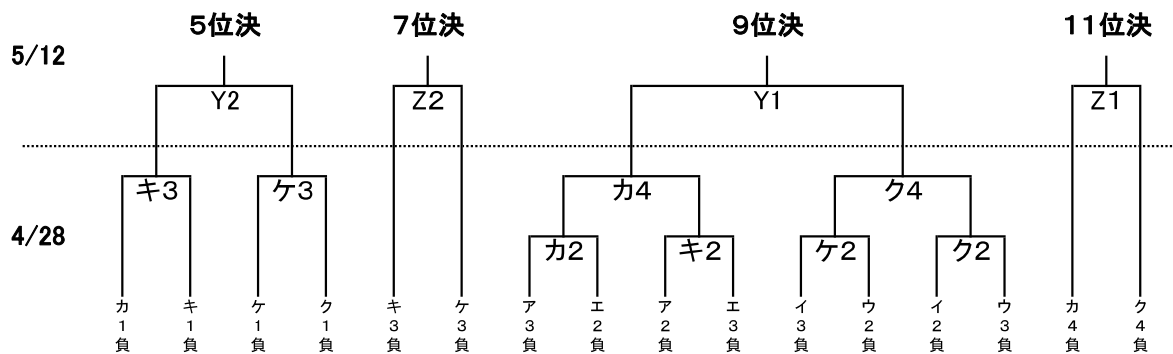 5位決 7位決 9位決 11位決
5/12
Y2 Z2 Y1 Z1
キ3 ケ3 カ4 ク4
4/28
カ2 キ2 ケ2 ク2
カ1負 キ1負 ケ1負 ク1負 キ3負 ケ3負 ア3負 エ2負 ア2負 エ3負 イ3負 ウ2負 イ2負 ウ3負 カ4負 ク4負